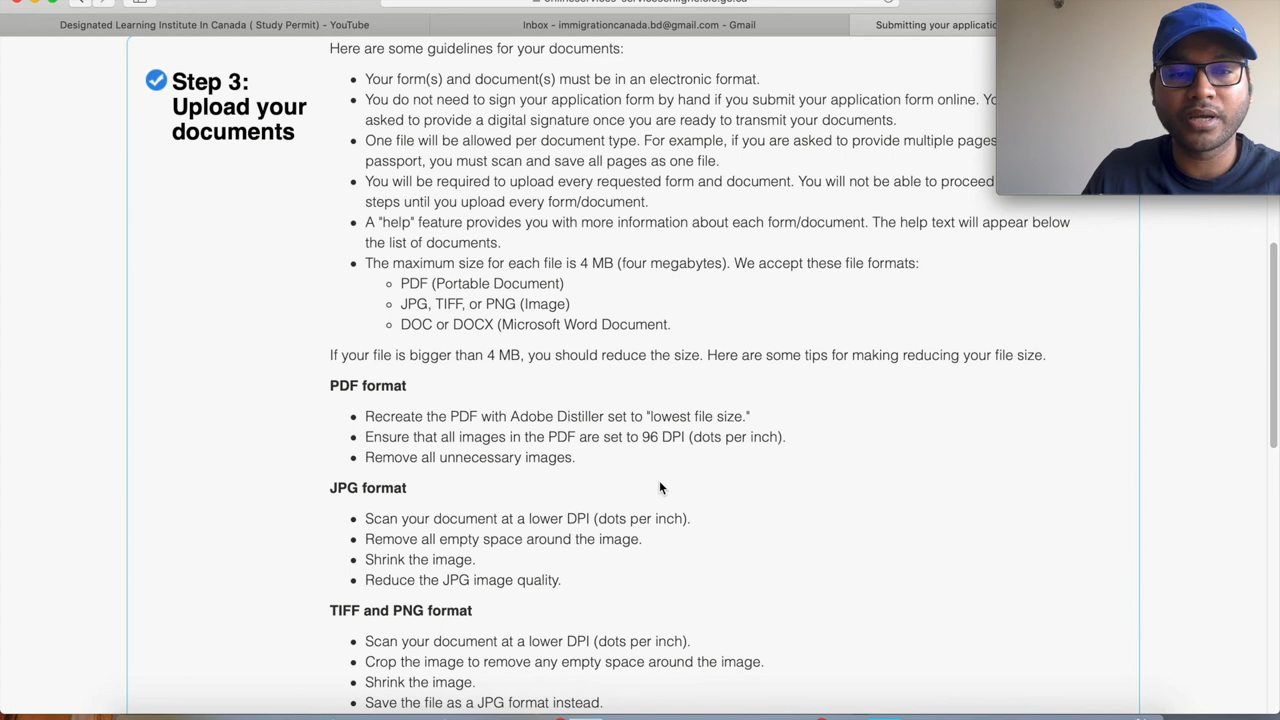 Designated Learning Institute In Canada ( Study Permit) - YouTube
Inbox - immigrationcanada.bd@gmail.com - Gmail
Submitting your applicatio
Here are some guidelines for your documents:
Step 3:
Upload your
documents
• Your form(s) and document(s) must be in an electronic format.
• You do not need to sign your application form by hand if you submit your application form online. Yo
asked to provide a digital signature once you are ready to transmit your documents.
• One file will be allowed per document type. For example, if you are asked to provide multiple pages
passport, you must scan and save all pages as one file.
• You will be required to upload every requested form and document. You will not be able to proceed
steps until you upload every form/document.
• A "help" feature provides you with more information about each form/document. The help text will appear below
the list of documents.
• The maximum size for each file is 4 MB (four megabytes). We accept these file formats:
◦ PDF (Portable Document)
◦ JPG, TIFF, or PNG (Image)
◦ DOC or DOCX (Microsoft Word Document.
If your file is bigger than 4 MB, you should reduce the size. Here are some tips for making reducing your file size.
PDF format
• Recreate the PDF with Adobe Distiller set to "lowest file size."
• Ensure that all images in the PDF are set to 96 DPI (dots per inch).
• Remove all unnecessary images.
JPG format
• Scan your document at a lower DPI (dots per inch).
• Remove all empty space around the image.
• Shrink the image.
• Reduce the JPG image quality.
TIFF and PNG format
• Scan your document at a lower DPI (dots per inch).
• Crop the image to remove any empty space around the image.
• Shrink the image.
• Save the file as a JPG format instead.